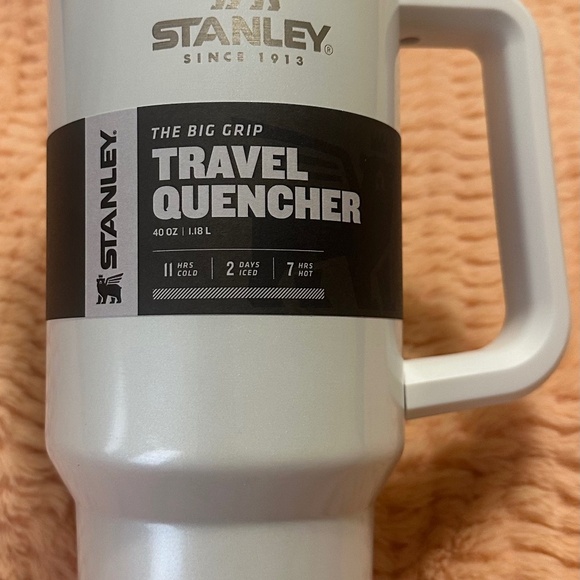 STANLEY®
SINCE 1913
STANLEY®
THE BIG GRIP
TRAVEL
QUENCHER
40 OZ | 1.18 L
11 HRS COLD | 2 DAYS ICED | 7 HRS HOT